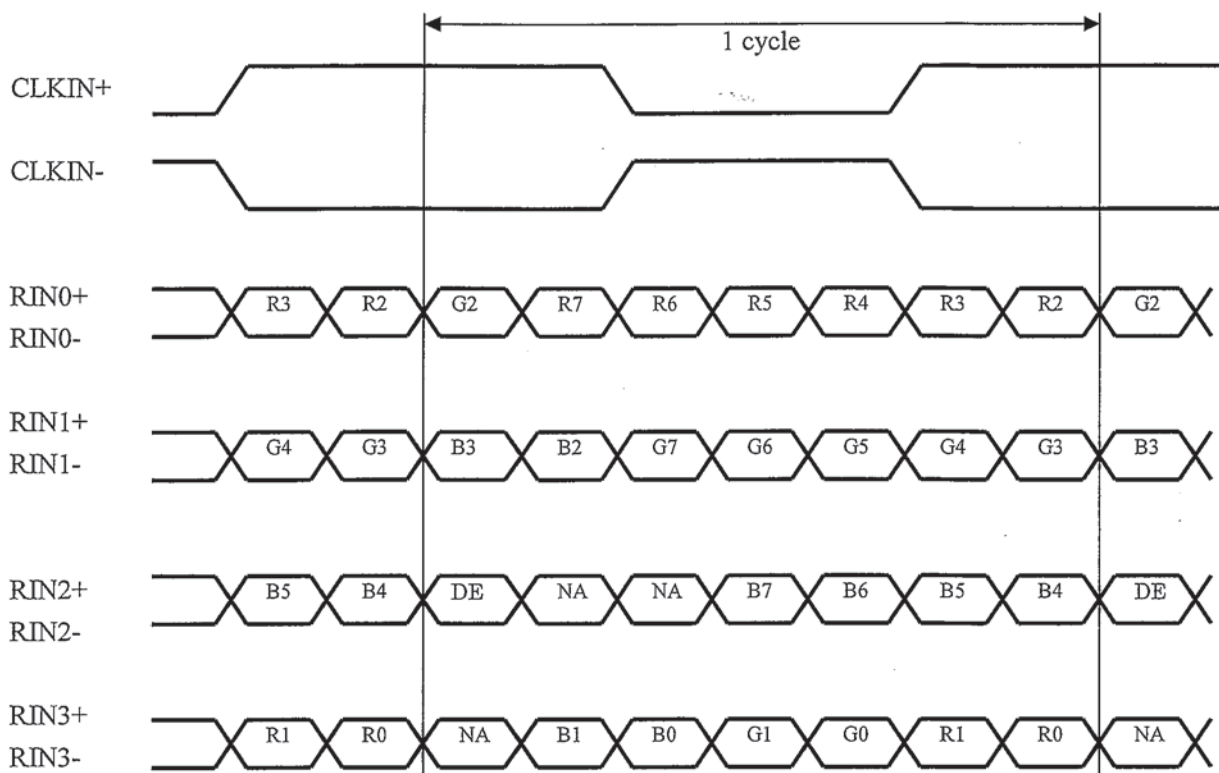 1 cycle
CLKIN+
CLKIN-
RIN0+ R3 R2 G2 R7 R6 R5 R4 R3 R2 G2
RIN0-
RIN1+
G4 G3 B3 B2 G7 G6 G5 G4 G3 B3
RIN1-
RIN2+ B5 B4 DE NA NA B7 B6 B5 B4 DE
RIN2-
RIN3+
R1 R0 NA B1 B0 G1 G0 R1 R0 NA
RIN3-